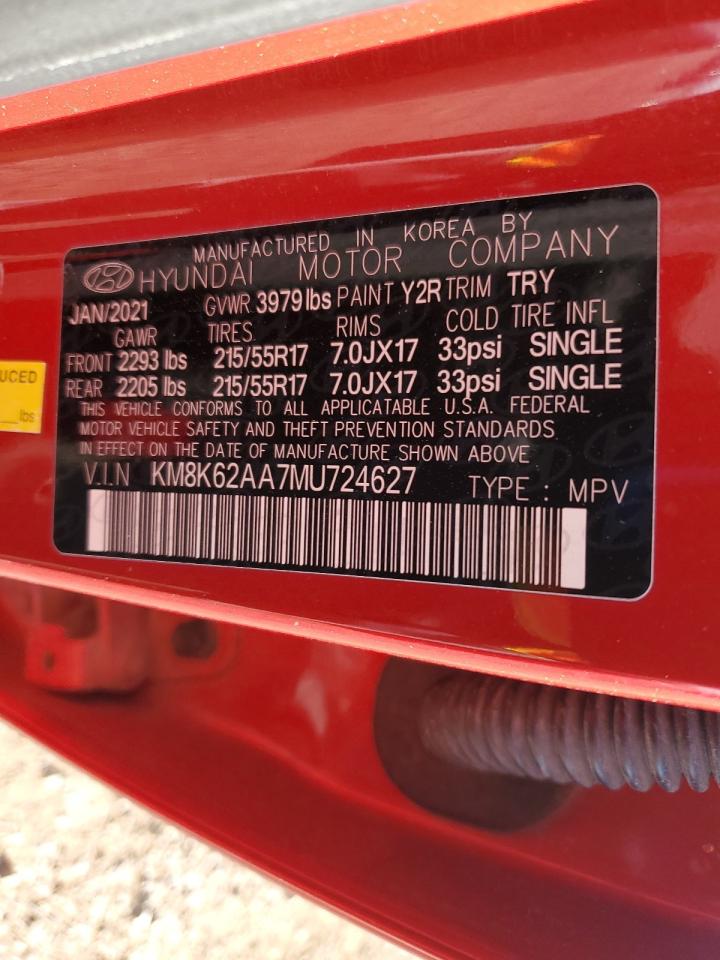 MANUFACTURED IN KOREA BY
HYUNDAI MOTOR COMPANY
JAN/2021 GVWR 3979 lbs PAINT Y2R TRIM TRY
GAWR TIRES RIMS COLD TIRE INFL
FRONT 2293 lbs 215/55R17 7.0JX17 33psi SINGLE
REAR 2205 lbs 215/55R17 7.0JX17 33psi SINGLE
THIS VEHICLE CONFORMS TO ALL APPLICATABLE U.S.A. FEDERAL
MOTOR VEHICLE SAFETY AND THEFT PREVENTION STANDARDS
IN EFFECT ON THE DATE OF MANUFACTURE SHOWN ABOVE
V.I.N KM8K62AA7MU724627 TYPE : MPV
UCED
lbs